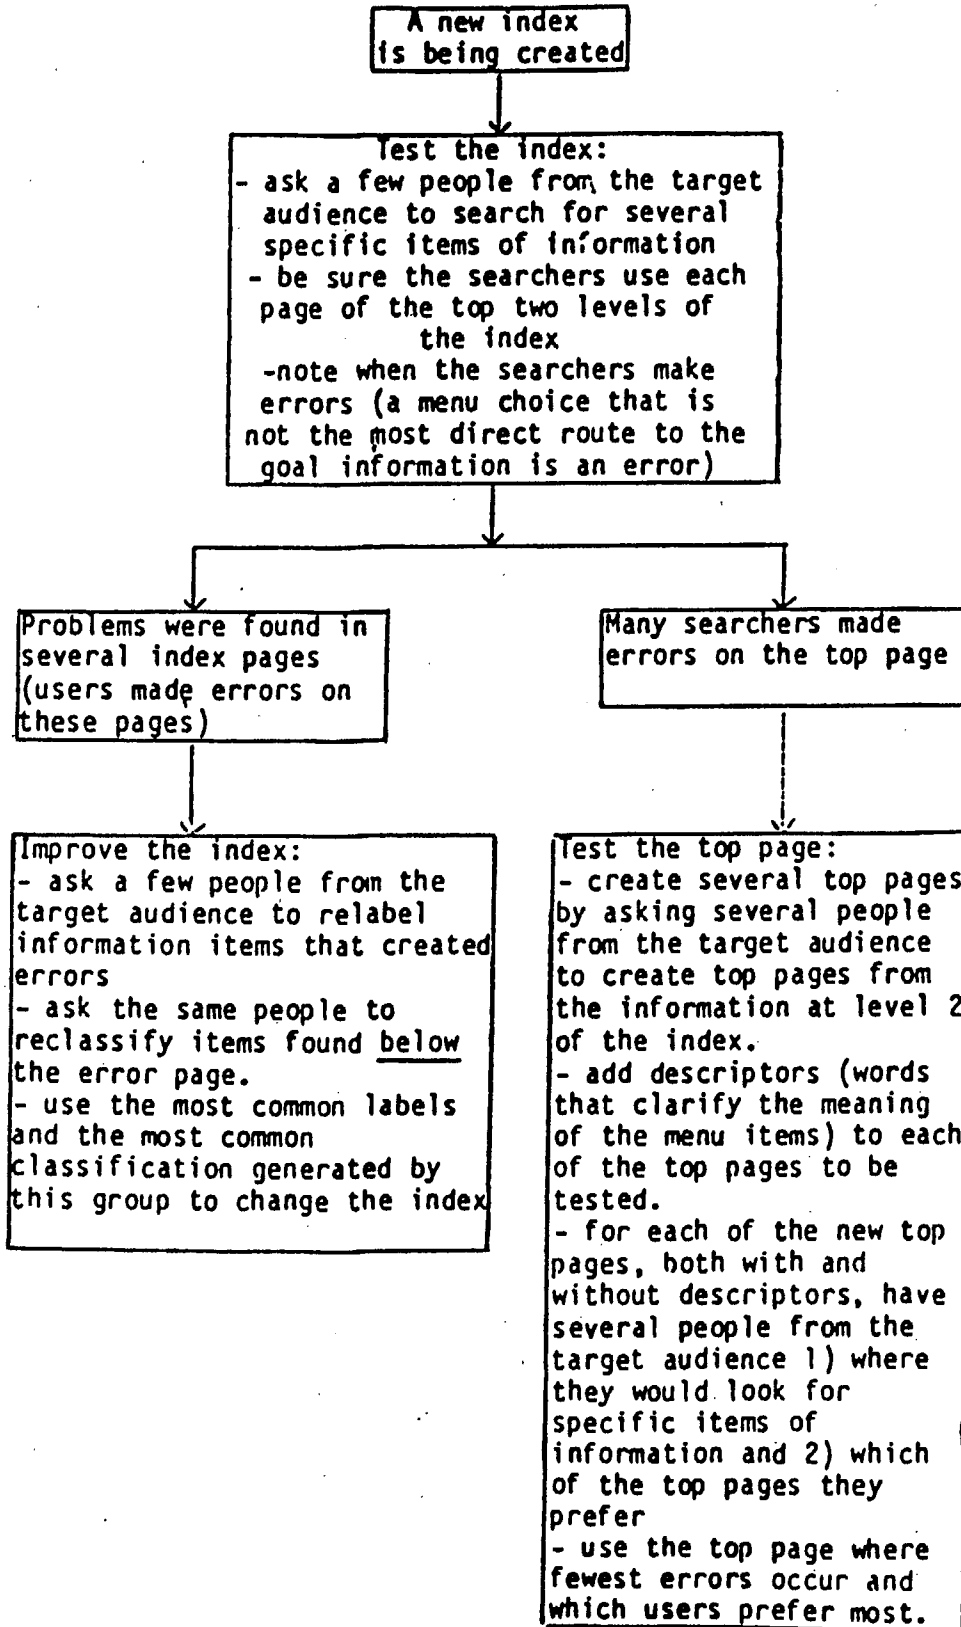 A new index
is being created
Test the index:
- ask a few people from the target
audience to search for several
specific items of information
- be sure the searchers use each
page of the top two levels of
the index
-note when the searchers make
errors (a menu choice that is
not the most direct route to the
goal information is an error)
Problems were found in
several index pages
(users made errors on
these pages)
Many searchers made
errors on the top page
Improve the index:
- ask a few people from the
target audience to relabel
information items that created
errors
- ask the same people to
reclassify items found below
the error page.
- use the most common labels
and the most common
classification generated by
this group to change the index
Test the top page:
- create several top pages
by asking several people
from the target audience
to create top pages from
the information at level 2
of the index.
- add descriptors (words
that clarify the meaning
of the menu items) to each
of the top pages to be
tested.
- for each of the new top
pages, both with and
without descriptors, have
several people from the
target audience 1) where
they would look for
specific items of
information and 2) which
of the top pages they
prefer
- use the top page where
fewest errors occur and
which users prefer most.